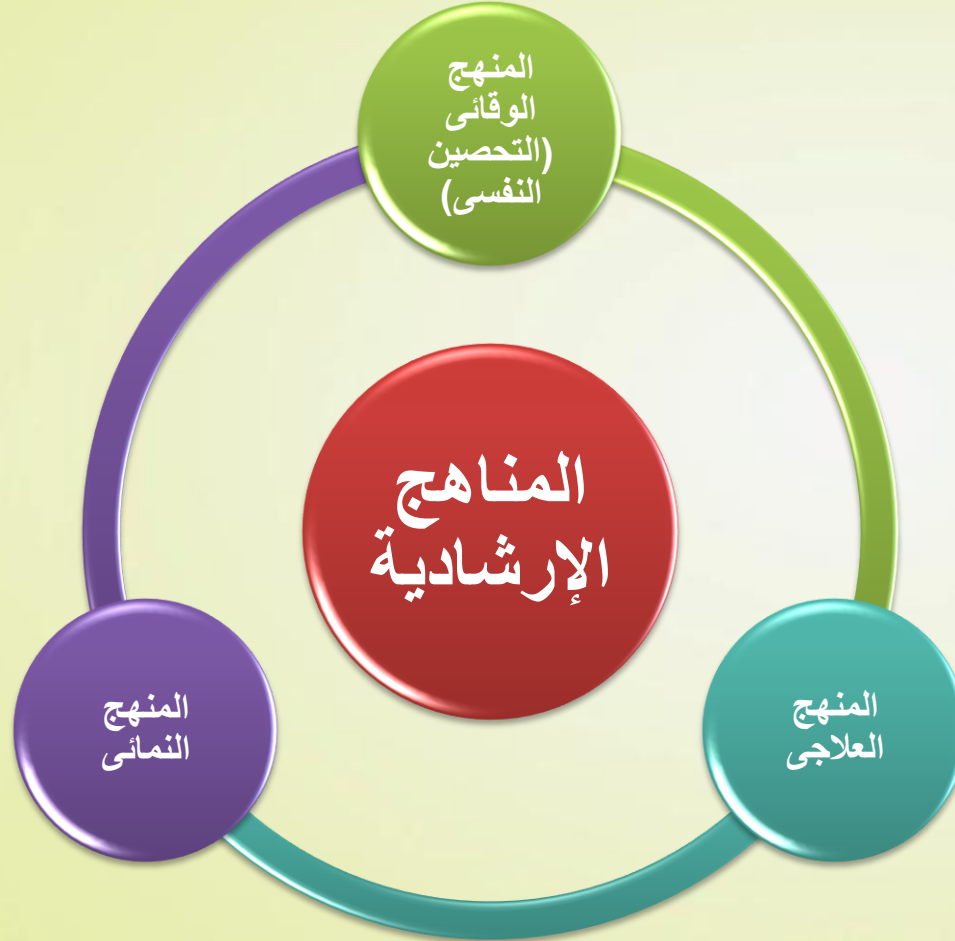 المنهج
الوقائى
(التحصين
النفسى)
المناهج
الإرشادية
المنهج
العلاجى
المنهج
النمائى